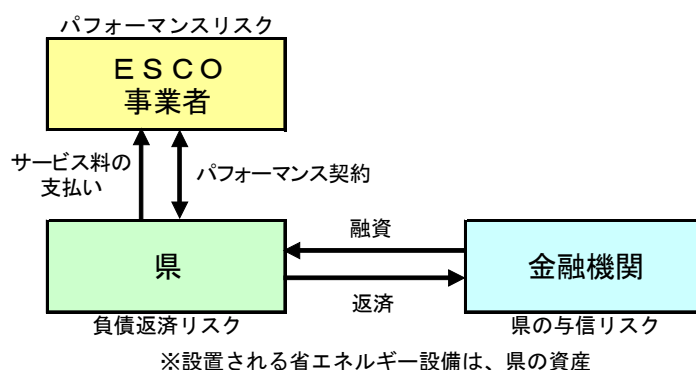 パフォーマンスリスク
ＥＳＣＯ
事業者
サービス料の
支払い
パフォーマンス契約
県
融資
返済
金融機関
負債返済リスク
県の与信リスク
※設置される省エネルギー設備は、県の資産